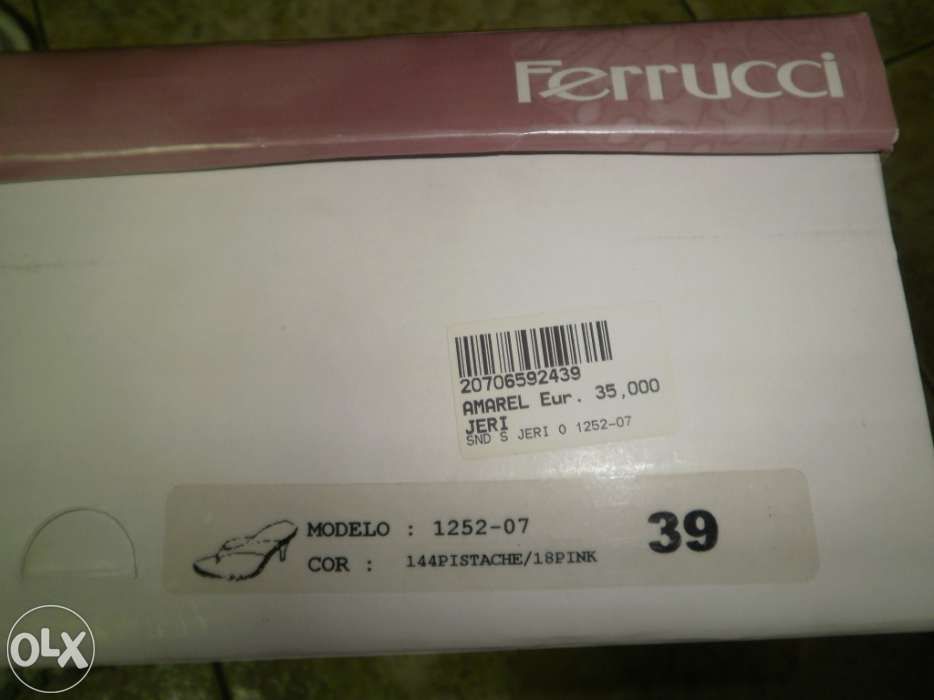 Ferrucci
20706592439
AMAREL Eur. 35,000
JERI
SND S JERI O 1252-07
MODELO : 1252-07
COR : 144PISTACHE/18PINK
39
OLX